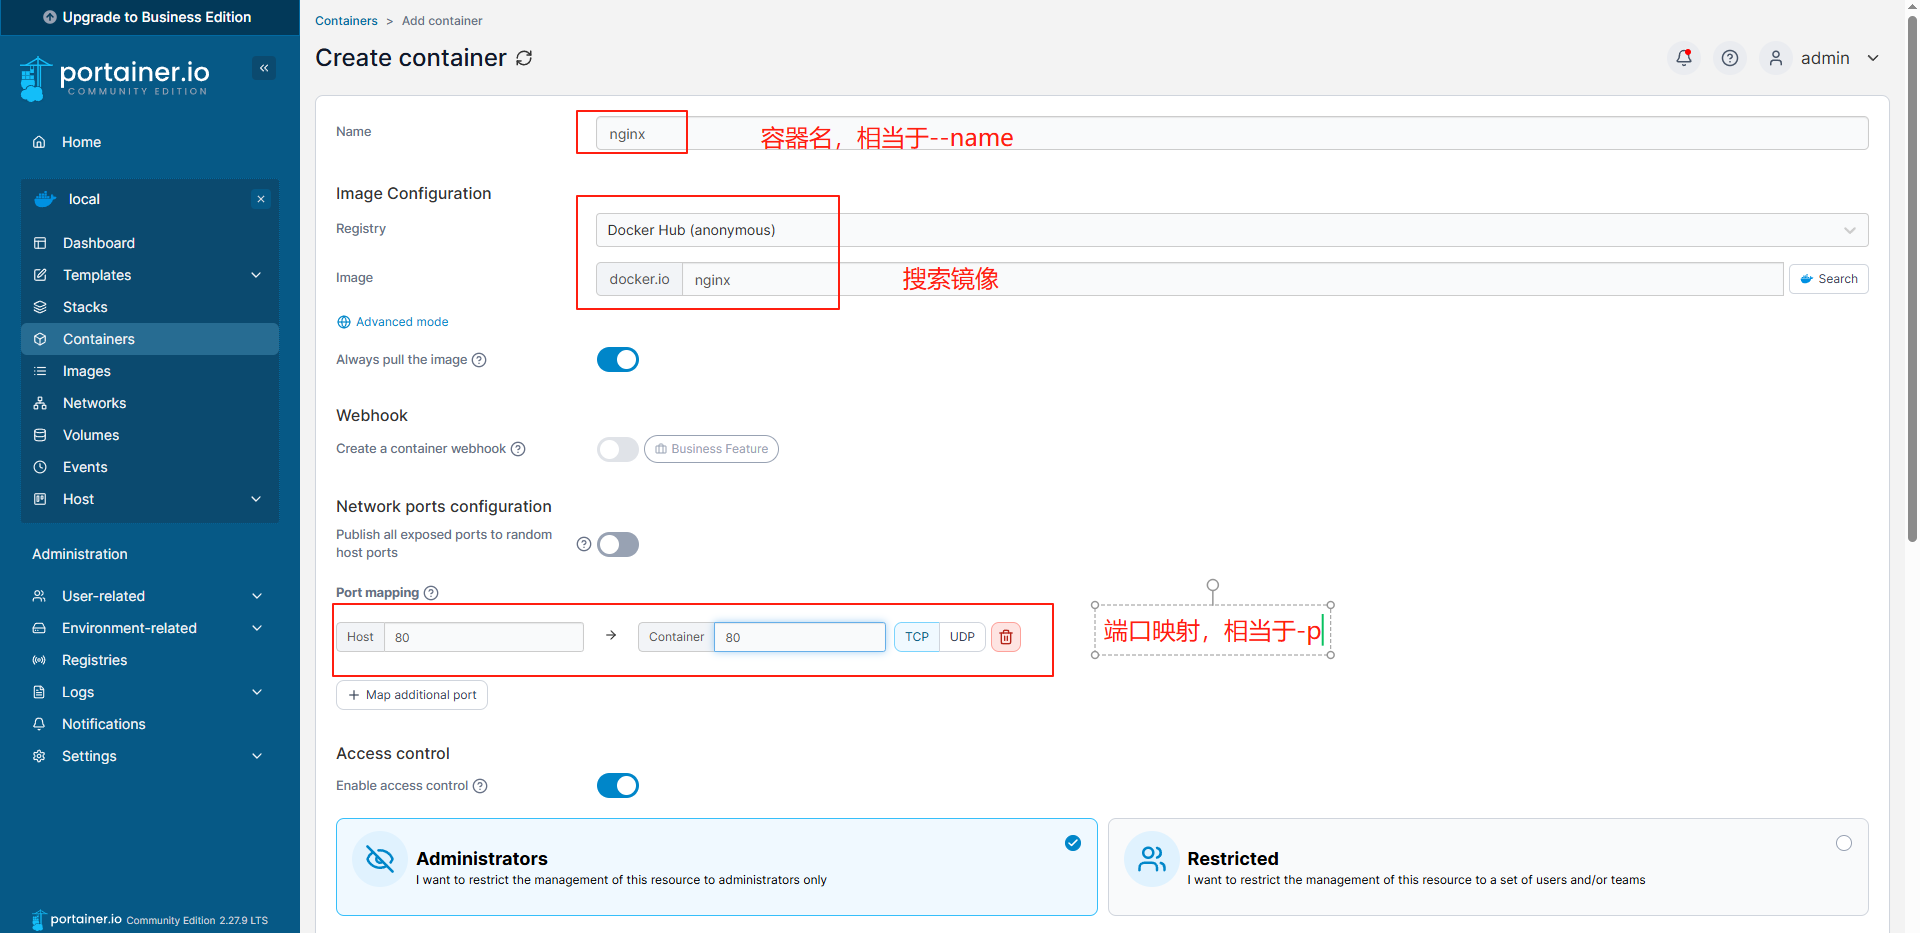 Upgrade to Business Edition
portainer.io
COMMUNITY EDITION
Home
local
Dashboard
Templates
Stacks
Containers
Images
Networks
Volumes
Events
Host
Administration
User-related
Environment-related
Registries
Logs
Notifications
Settings
portainer.io Community Edition 2.27.9 LTS
Containers > Add container
Create container
admin
Name
nginx
容器名，相当于--name
Image Configuration
Registry
Docker Hub (anonymous)
Image
docker.io
nginx
搜索镜像
Search
Advanced mode
Always pull the image
Webhook
Create a container webhook
Business Feature
Network ports configuration
Publish all exposed ports to random
host ports
Port mapping
Host
80
Container
80
TCP
UDP
端口映射，相当于-p
Map additional port
Access control
Enable access control
Administrators
I want to restrict the management of this resource to administrators only
Restricted
I want to restrict the management of this resource to a set of users and/or teams